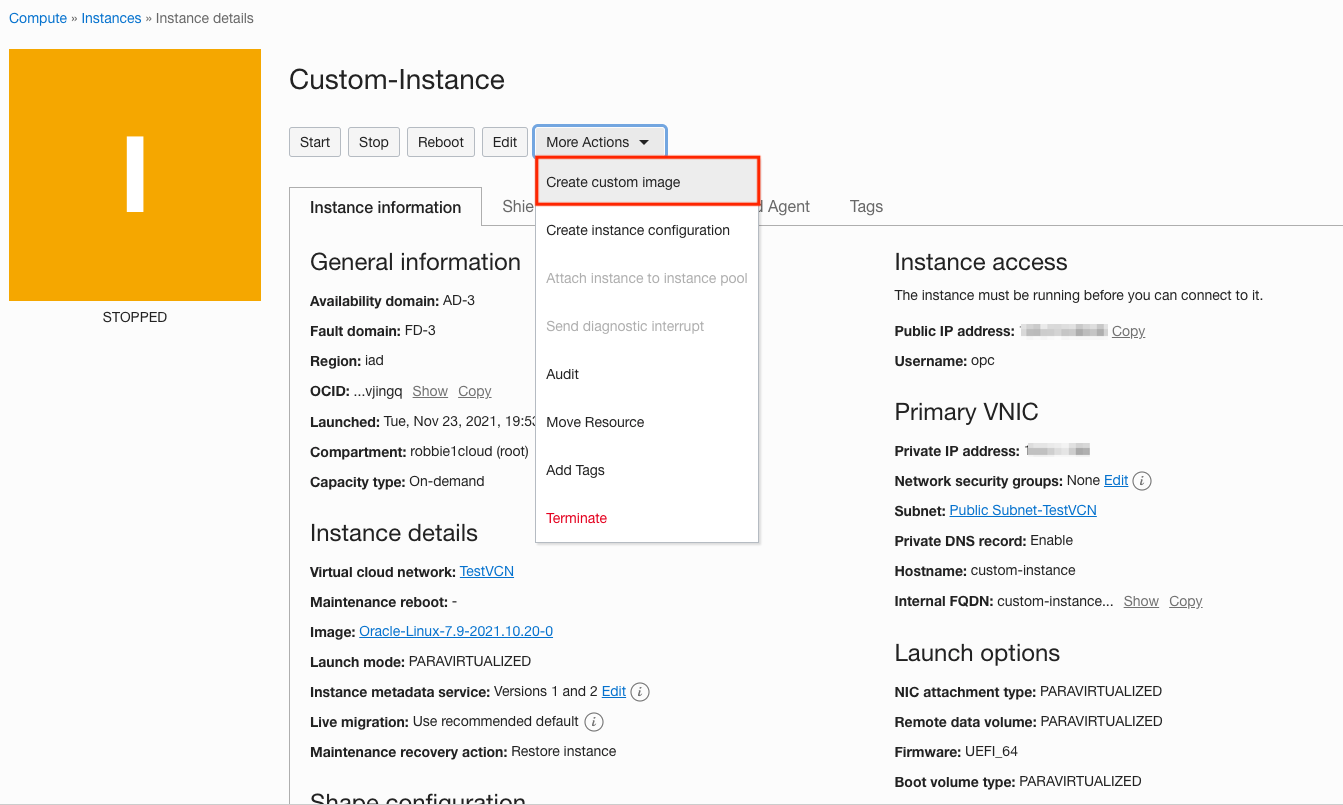 Compute » Instances » Instance details
I
STOPPED
Custom-Instance
Start Stop Reboot Edit More Actions
Create custom image
Create instance configuration
Attach instance to instance pool
Send diagnostic interrupt
Audit
Move Resource
Add Tags
Terminate
Instance information Agent Tags
General information
Availability domain: AD-3
Fault domain: FD-3
Region: iad
OCID: ...vjingq Show Copy
Launched: Tue, Nov 23, 2021, 19:53
Compartment: robbie1cloud (root)
Capacity type: On-demand
Instance details
Virtual cloud network: TestVCN
Maintenance reboot: -
Image: Oracle-Linux-7.9-2021.10.20-0
Launch mode: PARAVIRTUALIZED
Instance metadata service: Versions 1 and 2 Edit i
Live migration: Use recommended default i
Maintenance recovery action: Restore instance
Shape configuration
Instance access
The instance must be running before you can connect to it.
Public IP address: Copy
Username: opc
Primary VNIC
Private IP address:
Network security groups: None Edit i
Subnet: Public Subnet-TestVCN
Private DNS record: Enable
Hostname: custom-instance
Internal FQDN: custom-instance... Show Copy
Launch options
NIC attachment type: PARAVIRTUALIZED
Remote data volume: PARAVIRTUALIZED
Firmware: UEFI_64
Boot volume type: PARAVIRTUALIZED